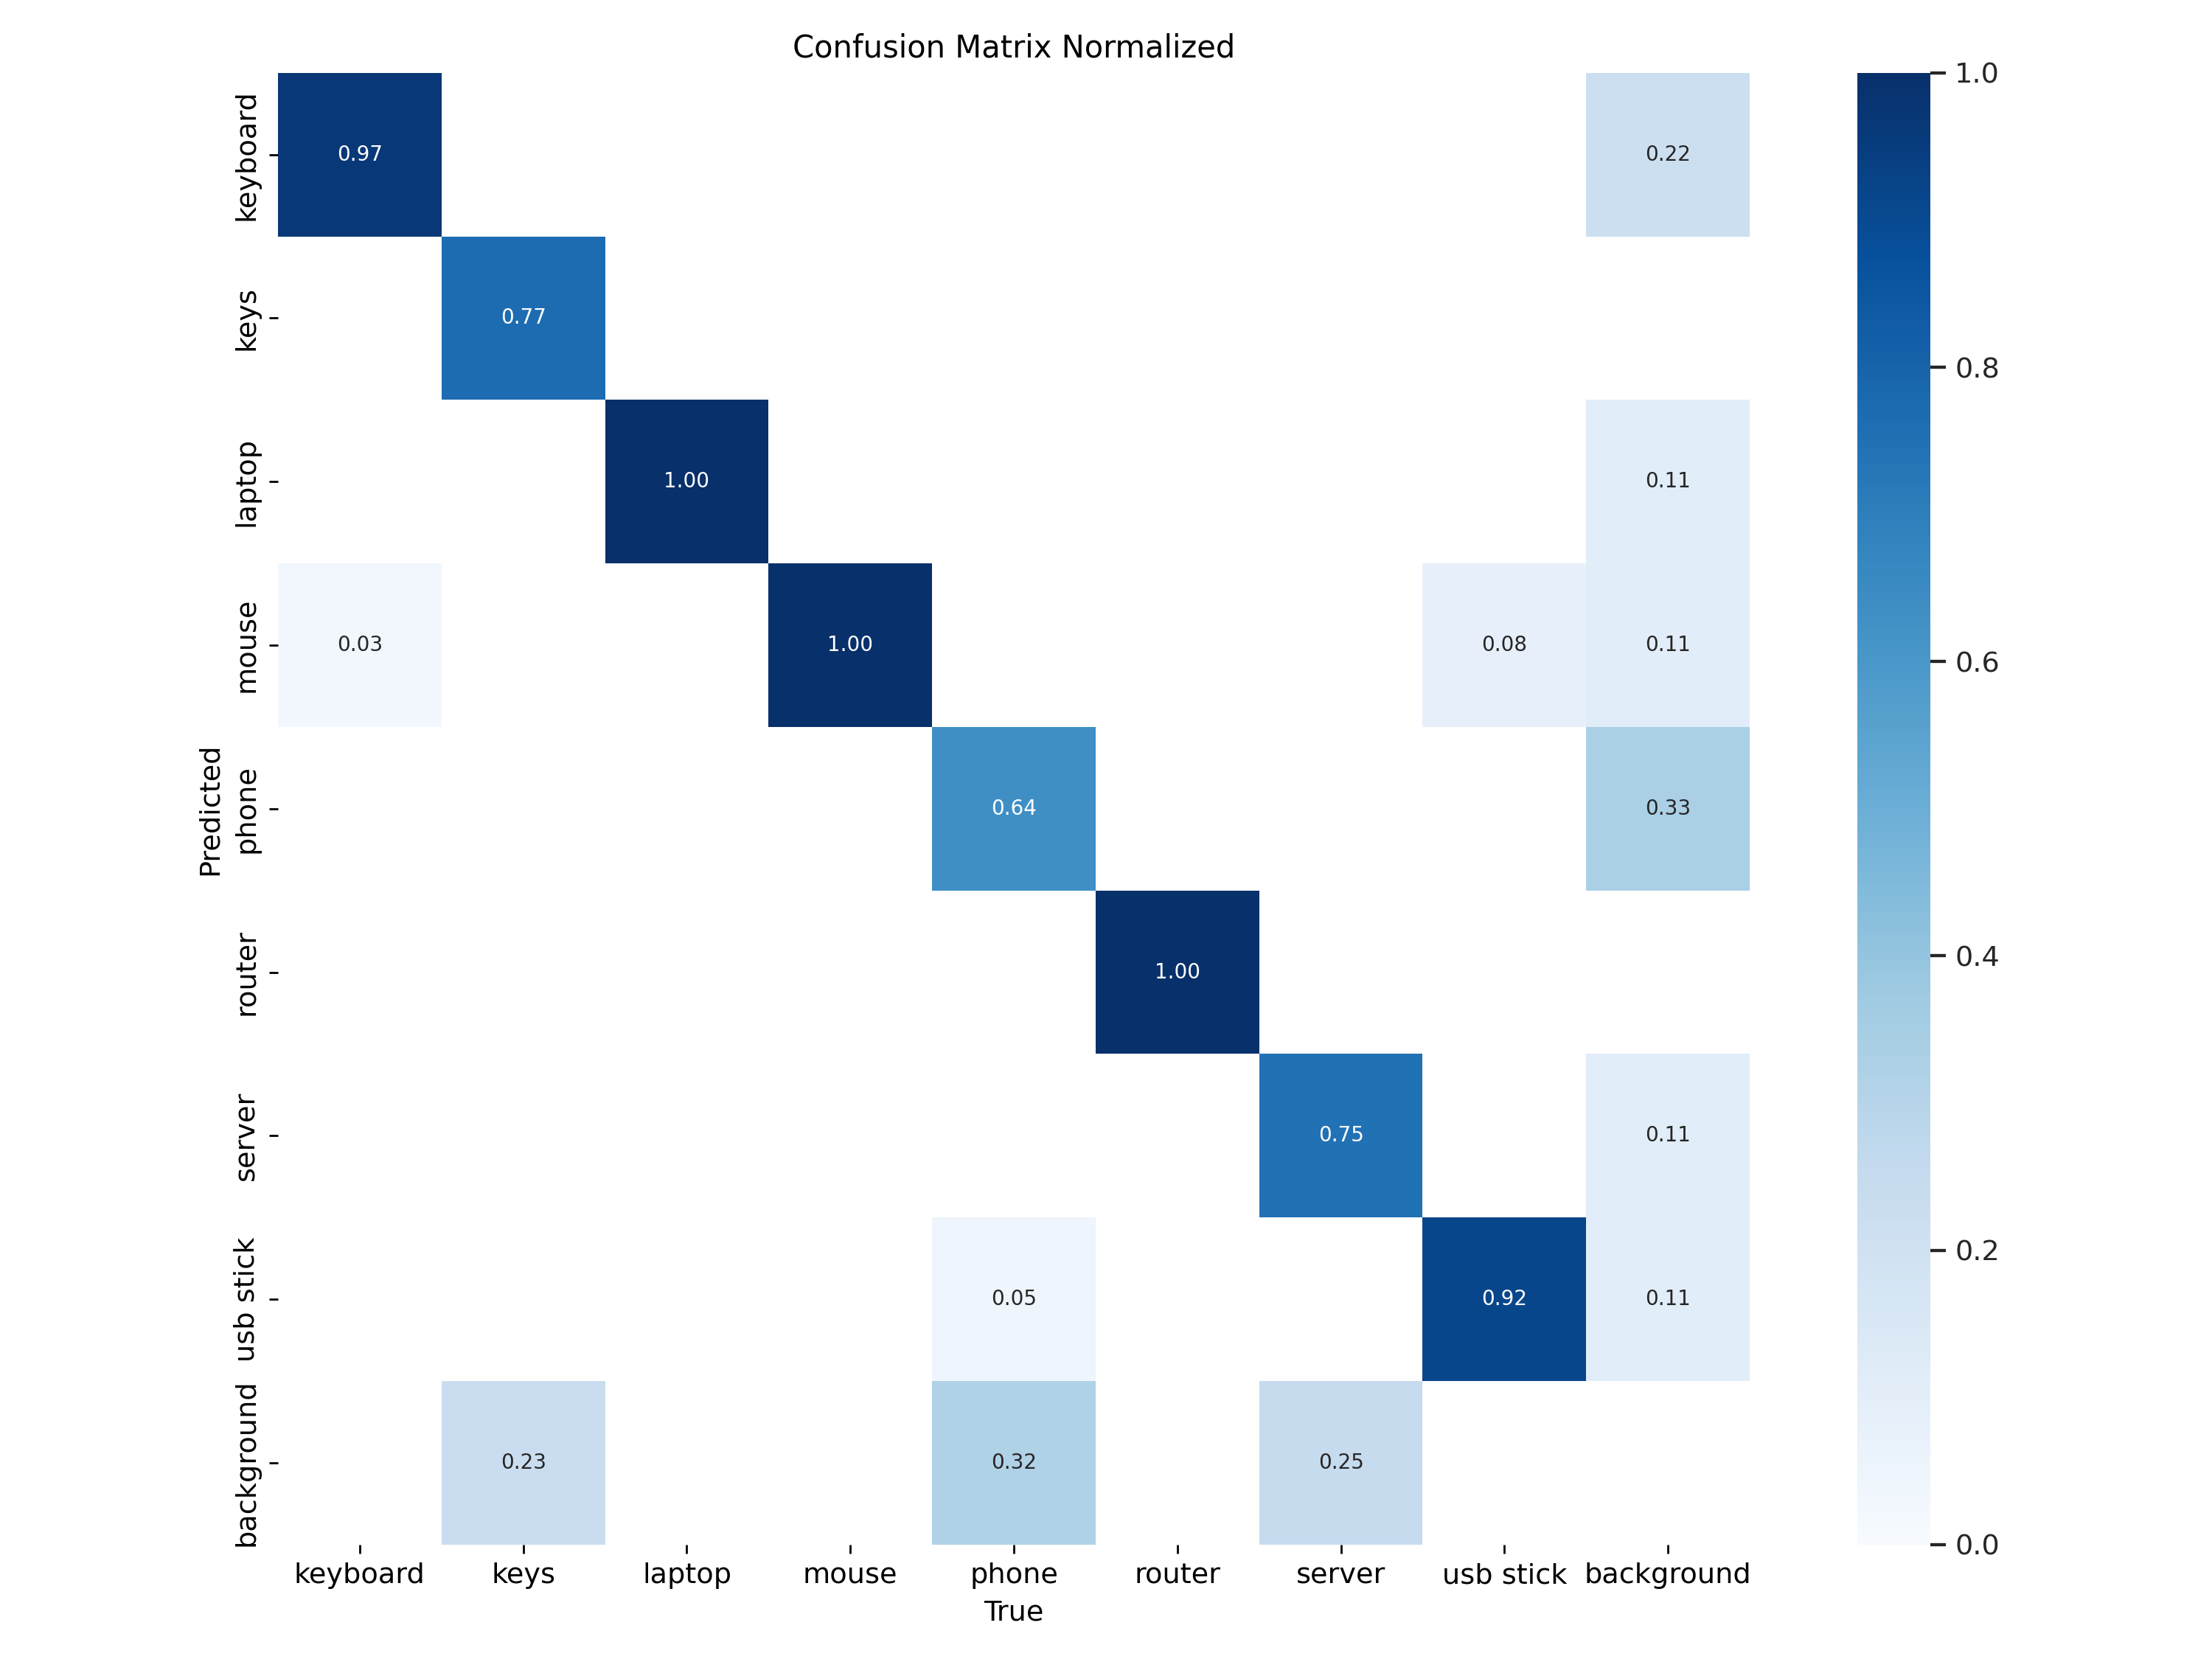 Confusion Matrix Normalized
keyboard
0.97
0.22
1.0
keys
0.77
0.8
laptop
1.00
0.11
mouse
0.03
1.00
0.08
0.11
0.6
Predicted
phone
0.64
0.33
router
1.00
0.4
server
0.75
0.11
usb stick
0.05
0.92
0.11
0.2
background
0.23
0.32
0.25
0.0
keyboard keys laptop mouse phone router server usb stick background
True